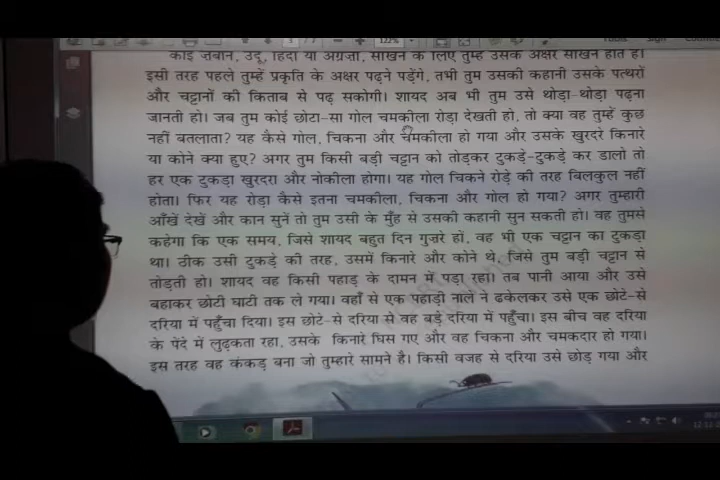 कोई ज़बान, उर्दू, हिंदी या अंग्रेज़ी, सीखने के लिए तुम्हें उसके अक्षर सीखने होते हैं।
इसी तरह पहले तुम्हें प्रकृति के अक्षर पढ़ने पड़ेंगे, तभी तुम उसकी कहानी उसके पत्थरों
और चट्टानों की किताब से पढ़ सकोगी। शायद अब भी तुम उसे थोड़ा-थोड़ा पढ़ना
जानती हो। जब तुम कोई छोटा-सा गोल चमकीला रोड़ा देखती हो, तो क्या वह तुम्हें कुछ
नहीं बतलाता? यह कैसे गोल, चिकना और चमकीला हो गया और उसके खुरदरे किनारे
या कोने क्या हुए? अगर तुम किसी बड़ी चट्टान को तोड़कर टुकड़े-टुकड़े कर डालो तो
हर एक टुकड़ा खुरदरा और नोकीला होगा। यह गोल चिकने रोड़े की तरह बिलकुल नहीं
होता। फिर यह रोड़ा कैसे इतना चमकीला, चिकना और गोल हो गया? अगर तुम्हारी
आँखें देखें और कान सुनें तो तुम उसी के मुँह से उसकी कहानी सुन सकती हो। वह तुमसे
कहेगा कि एक समय, जिसे शायद बहुत दिन गुज़रे हों, वह भी एक चट्टान का टुकड़ा
था। ठीक उसी टुकड़े की तरह, उसमें किनारे और कोने थे, जिसे तुम बड़ी चट्टान से
तोड़ती हो। शायद वह किसी पहाड़ के दामन में पड़ा रहा। तब पानी आया और उसे
बहाकर छोटी घाटी तक ले गया। वहाँ से एक पहाड़ी नाले ने ढकेलकर उसे एक छोटे-से
दरिया में पहुँचा दिया। इस छोटे-से दरिया से वह बड़े दरिया में पहुँचा। इस बीच वह दरिया
के पेंदे में लुढ़कता रहा, उसके किनारे घिस गए और वह चिकना और चमकदार हो गया।
इस तरह वह कंकड़ बना जो तुम्हारे सामने है। किसी वजह से दरिया उसे छोड़ गया और